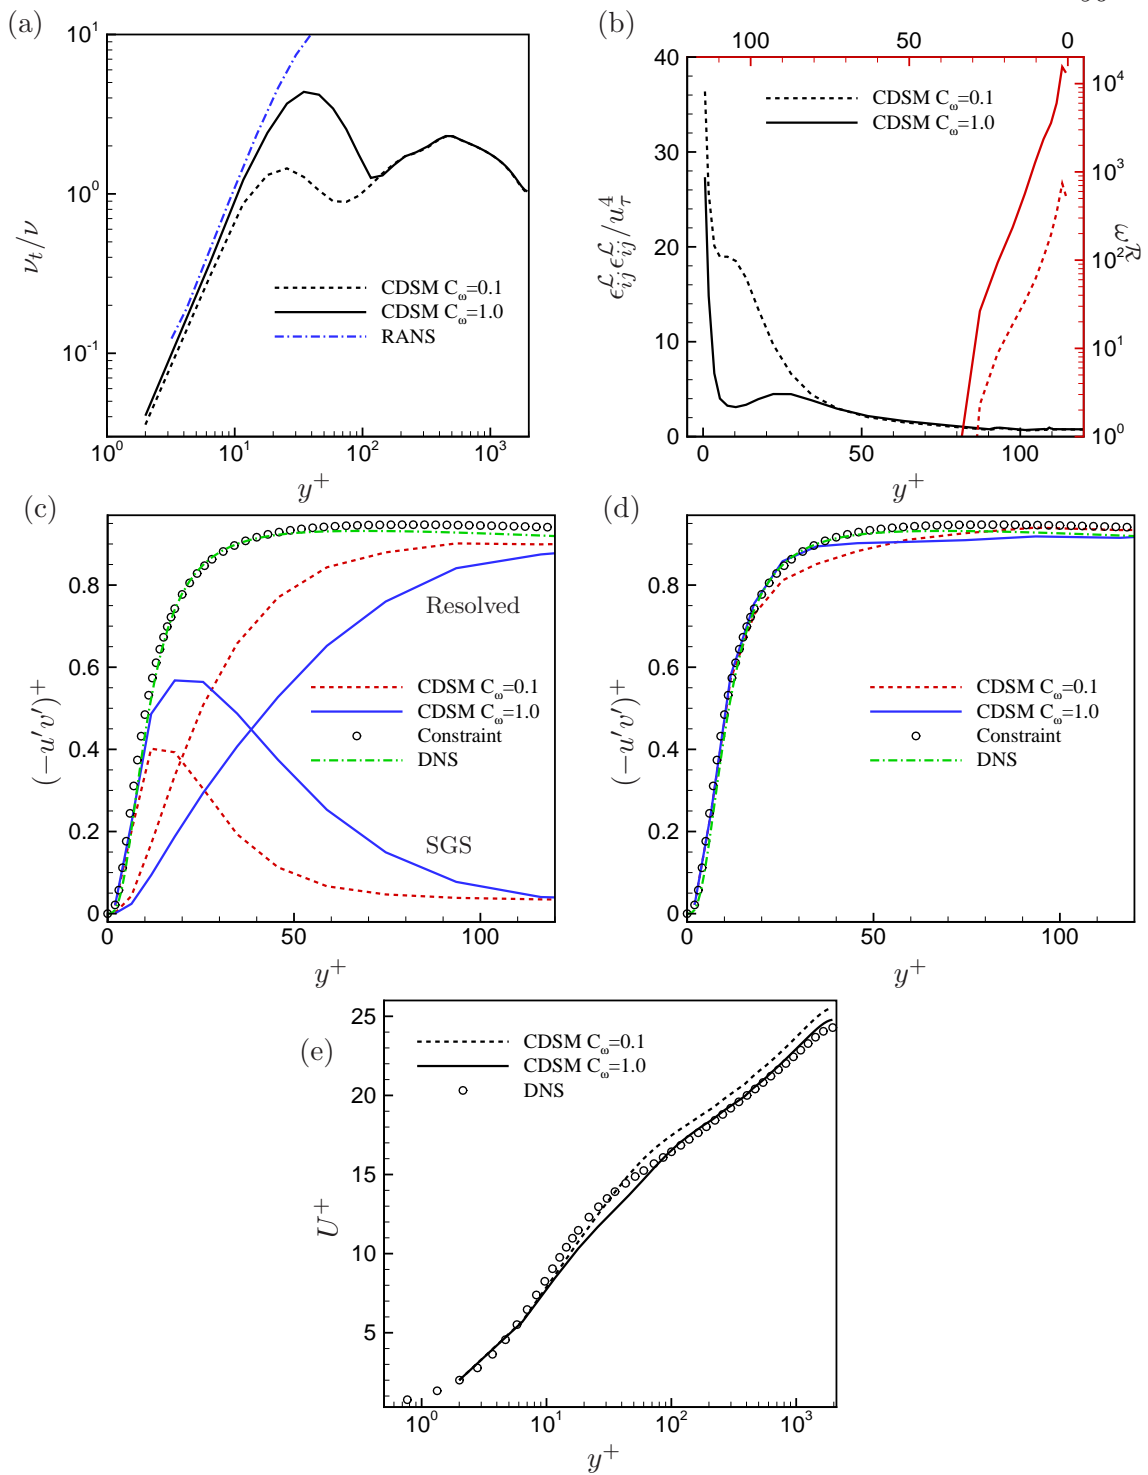 (a)
10^1
10^0
10^{-1}
ν_t/ν
CDSM C_ω=0.1
CDSM C_ω=1.0
RANS
10^0 10^1 10^2 10^3
y^+
(b)
100 50 0
40
30
20
10
0
ϵ_{ij}^ℒ ϵ_{ij}^ℒ/u_τ^4
CDSM C_ω=0.1
CDSM C_ω=1.0
10^4
10^3
10^2
10^1
10^0
ω^ℛ
0 50 100
y^+
(c)
0.8
0.6
0.4
0.2
0
(−u′v′)^+
Resolved
CDSM C_ω=0.1
CDSM C_ω=1.0
Constraint
DNS
SGS
0 50 100
y^+
(d)
0.8
0.6
0.4
0.2
0
(−u′v′)^+
CDSM C_ω=0.1
CDSM C_ω=1.0
Constraint
DNS
0 50 100
y^+
(e)
25
20
15
10
5
U^+
CDSM C_ω=0.1
CDSM C_ω=1.0
DNS
10^0 10^1 10^2 10^3
y^+